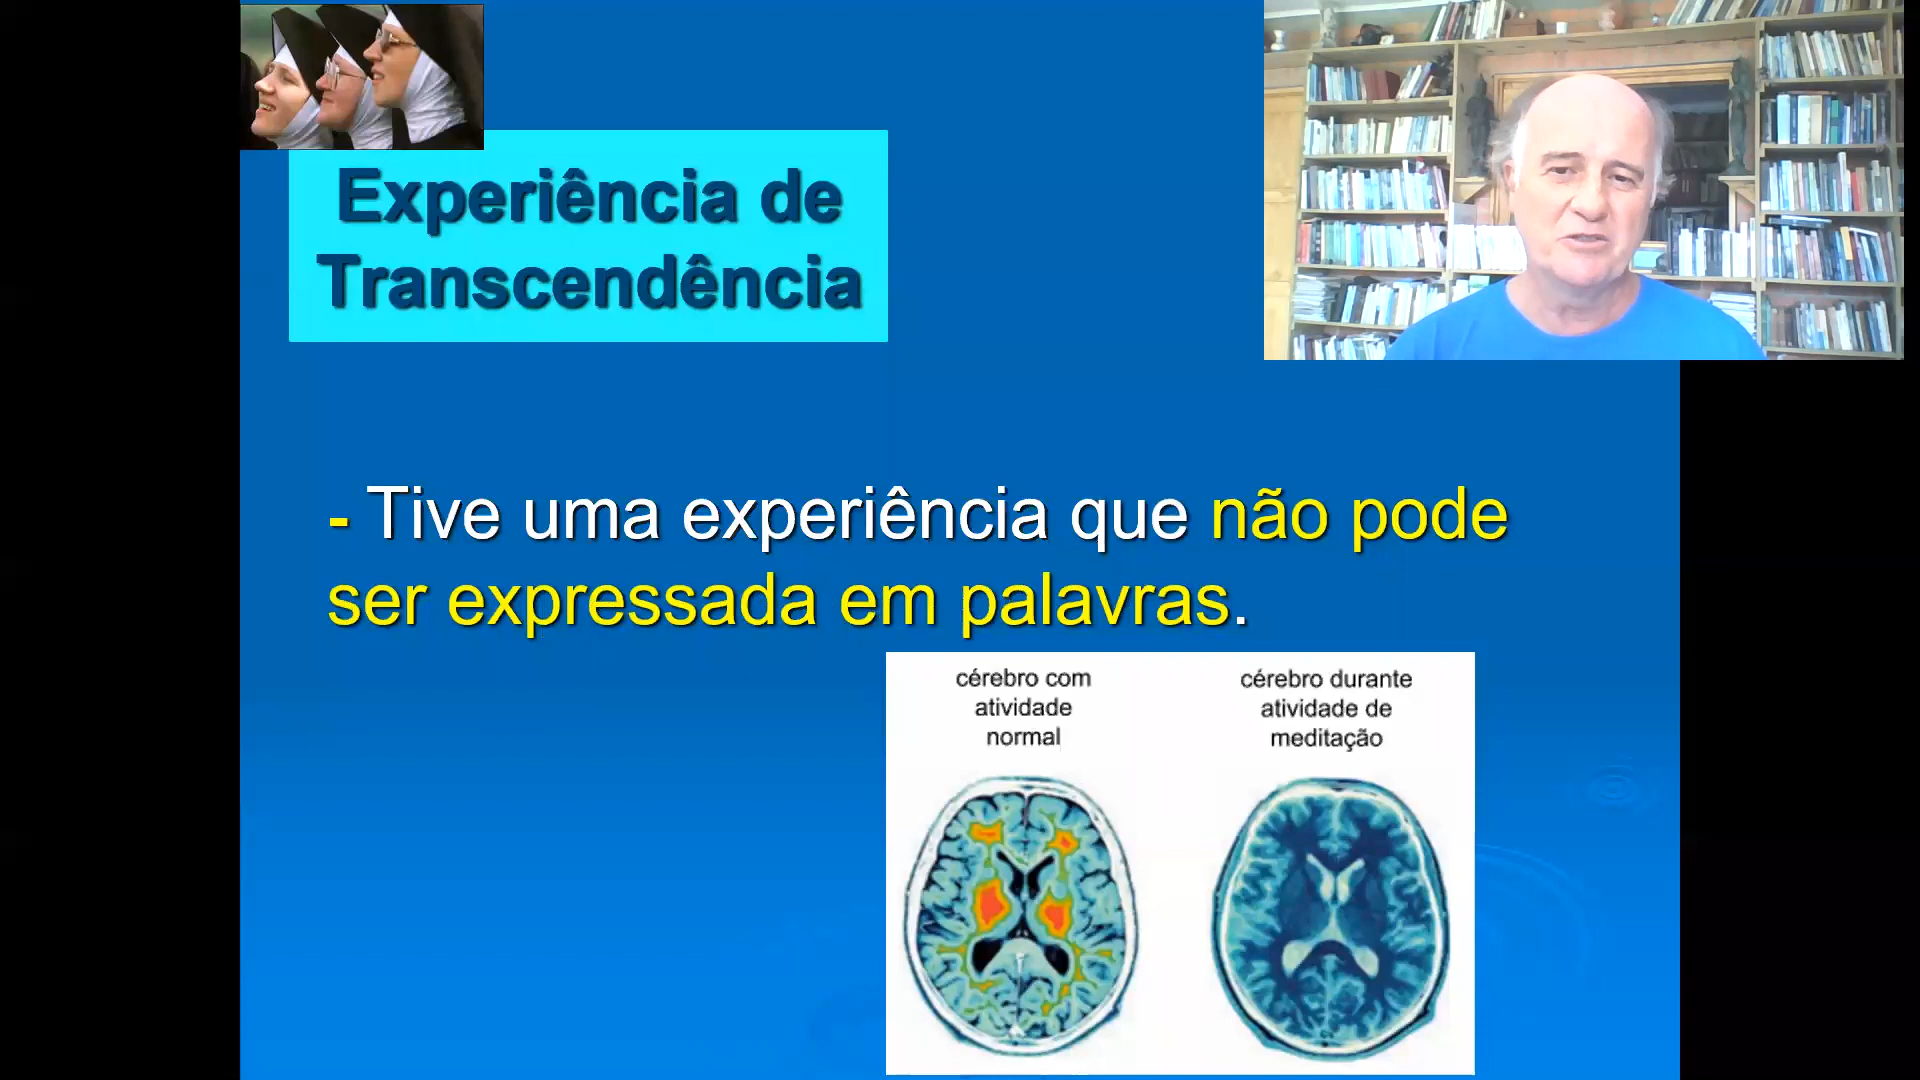 Experiência de
Transcendência
- Tive uma experiência que não pode
ser expressada em palavras.
cérebro com
atividade
normal
cérebro durante
atividade de
meditação